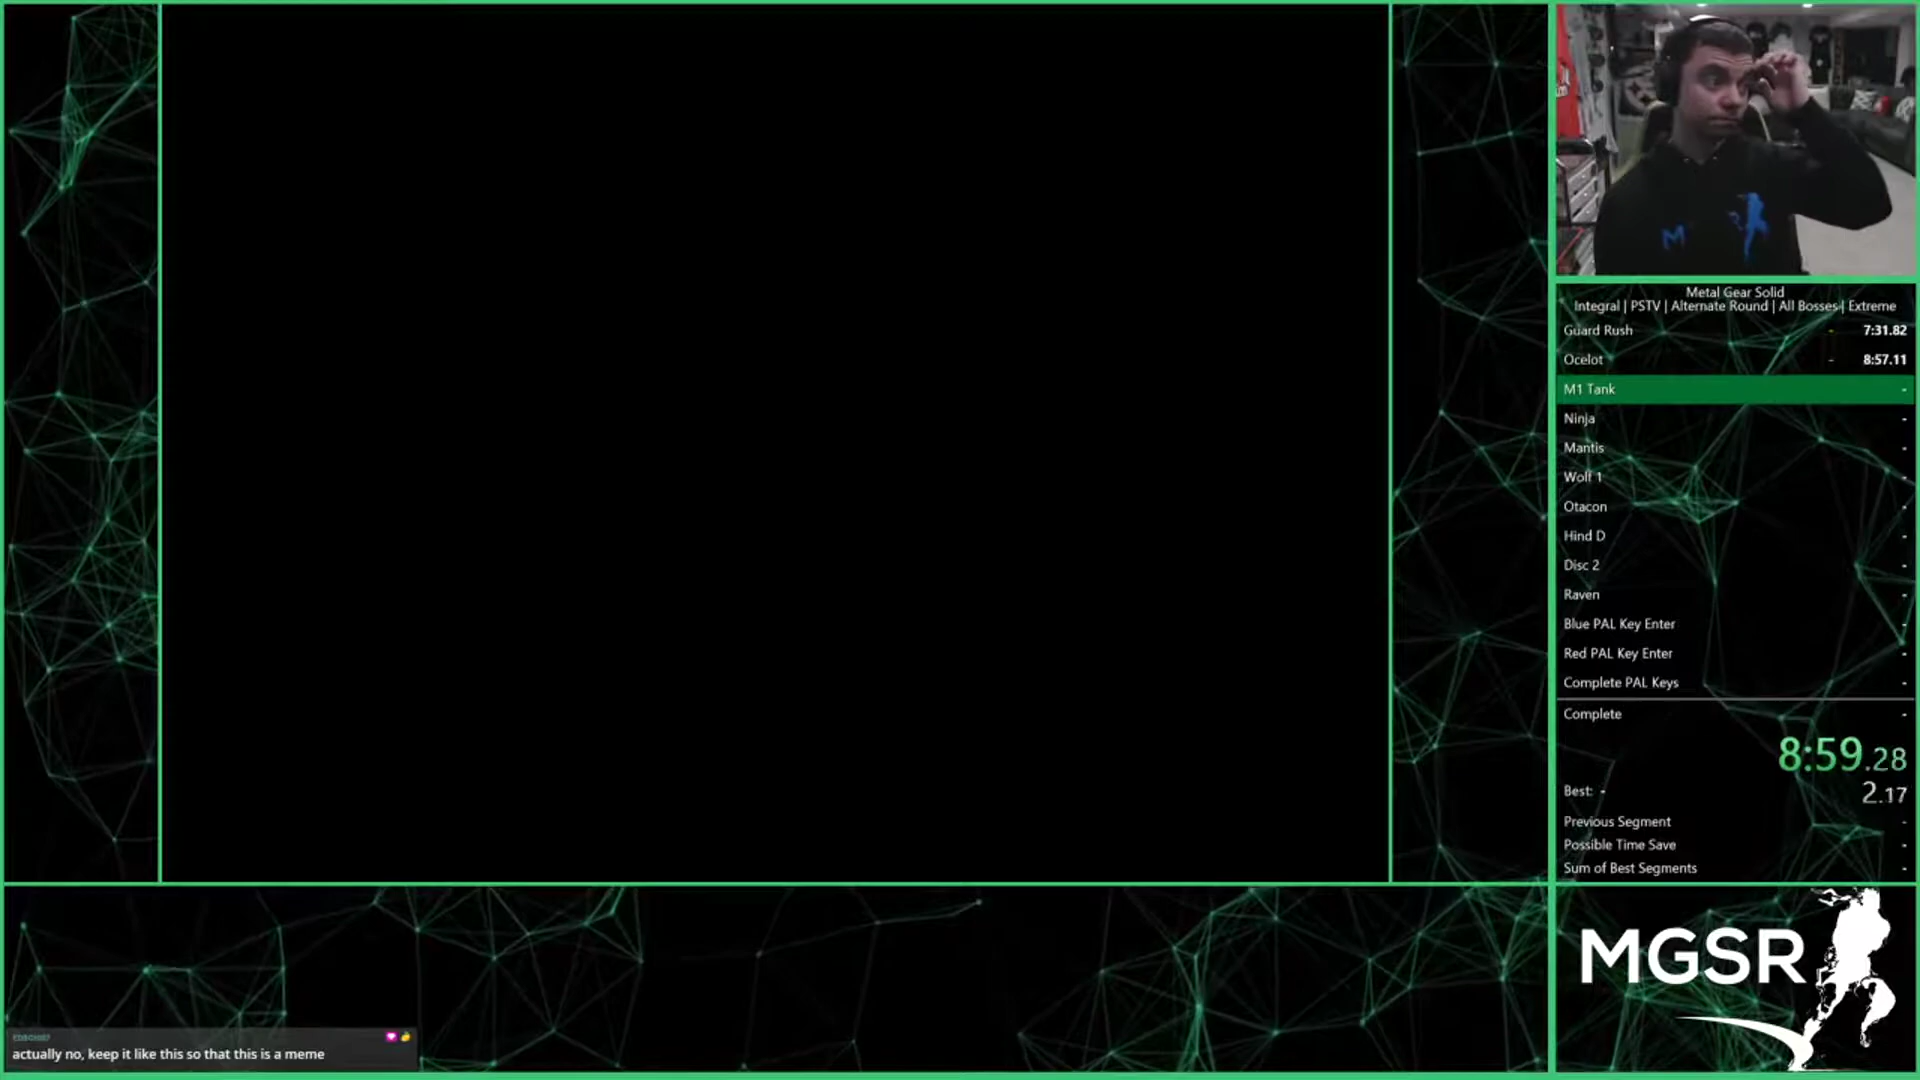 Metal Gear Solid
Integral | PSTV | Alternate Round | All Bosses | Extreme
Guard Rush - 7:31.82
Ocelot - 8:57.11
M1 Tank -
Ninja -
Mantis -
Wolf 1 -
Otacon -
Hind D -
Disc 2 -
Raven -
Blue PAL Key Enter -
Red PAL Key Enter -
Complete PAL Keys -
Complete -
8:59.28
Best: - 2.17
Previous Segment -
Possible Time Save -
Sum of Best Segments -
MGSR
actually no, keep it like this so that this is a meme